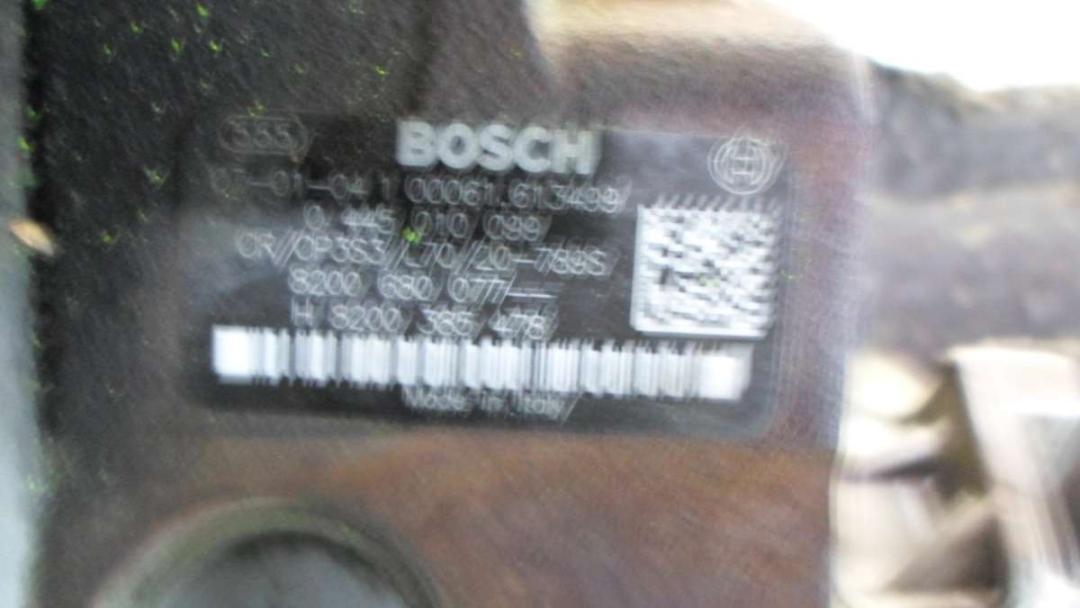 555 BOSCH
07-01-04 1 00061.613499
0 445 010 099
CR//CP3S3//L70//20-789S
8200 680 077--
H 8200 385 478
Made in Italy